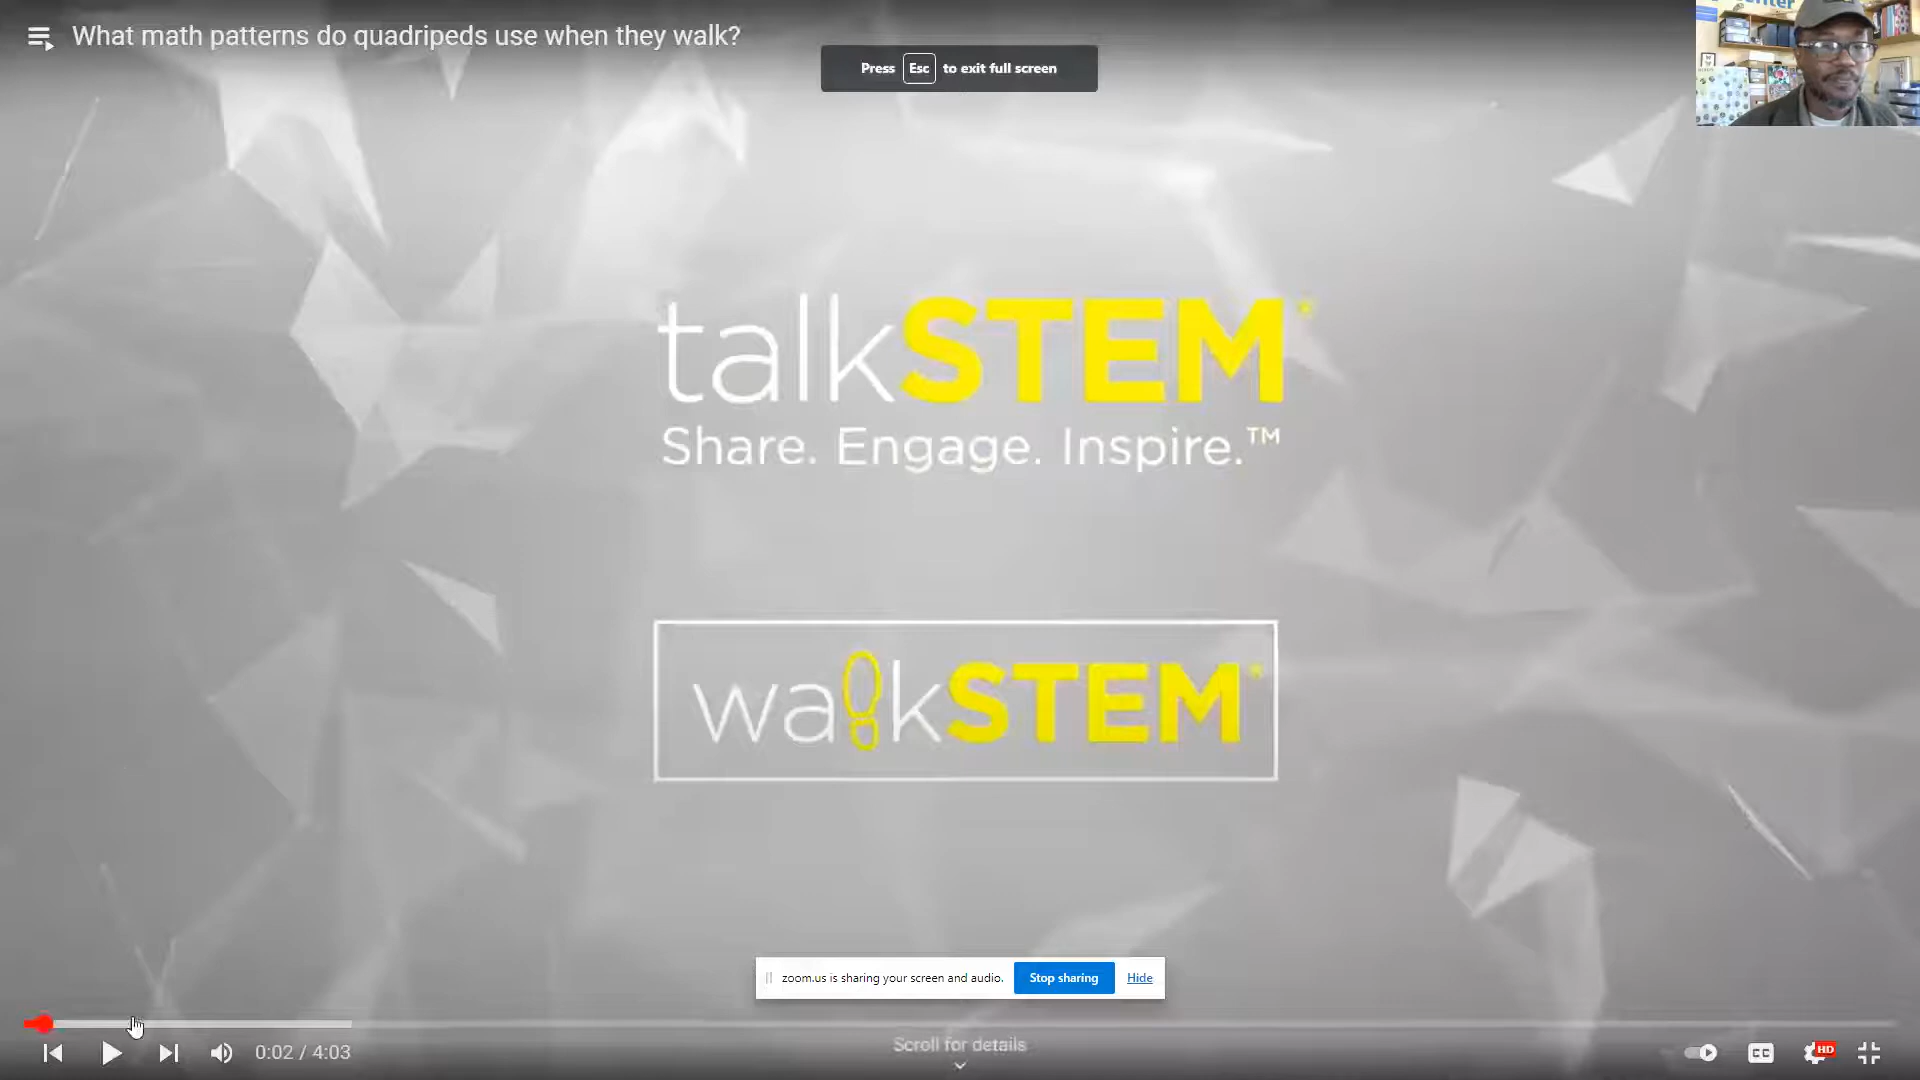 What math patterns do quadripeds use when they walk?
Press Esc to exit full screen
talkSTEM®
Share. Engage. Inspire.™
walkSTEM®
zoom.us is sharing your screen and audio. Stop sharing Hide
0:02 / 4:03
Scroll for details
CC
HD